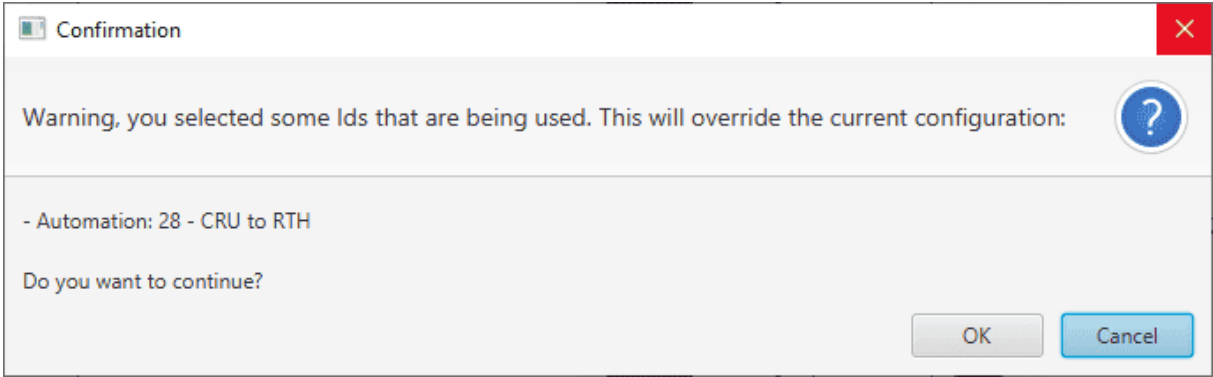 Confirmation
Warning, you selected some Ids that are being used. This will override the current configuration:
- Automation: 28 - CRU to RTH
Do you want to continue?
OK
Cancel